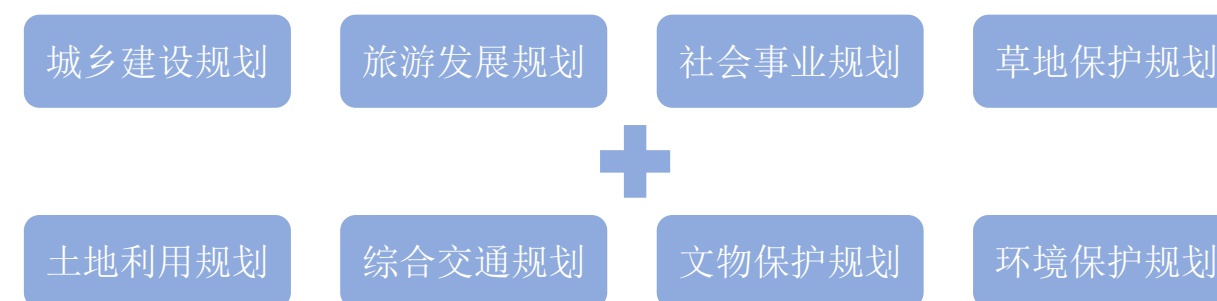 城乡建设规划 旅游发展规划 社会事业规划 草地保护规划
土地利用规划 综合交通规划 文物保护规划 环境保护规划